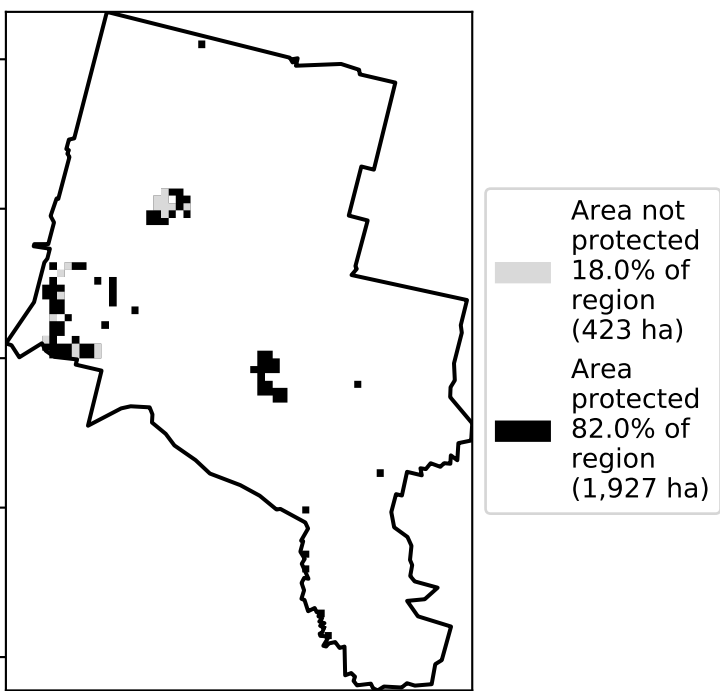 Area not
protected
18.0% of
region
(423 ha)
Area
protected
82.0% of
region
(1,927 ha)